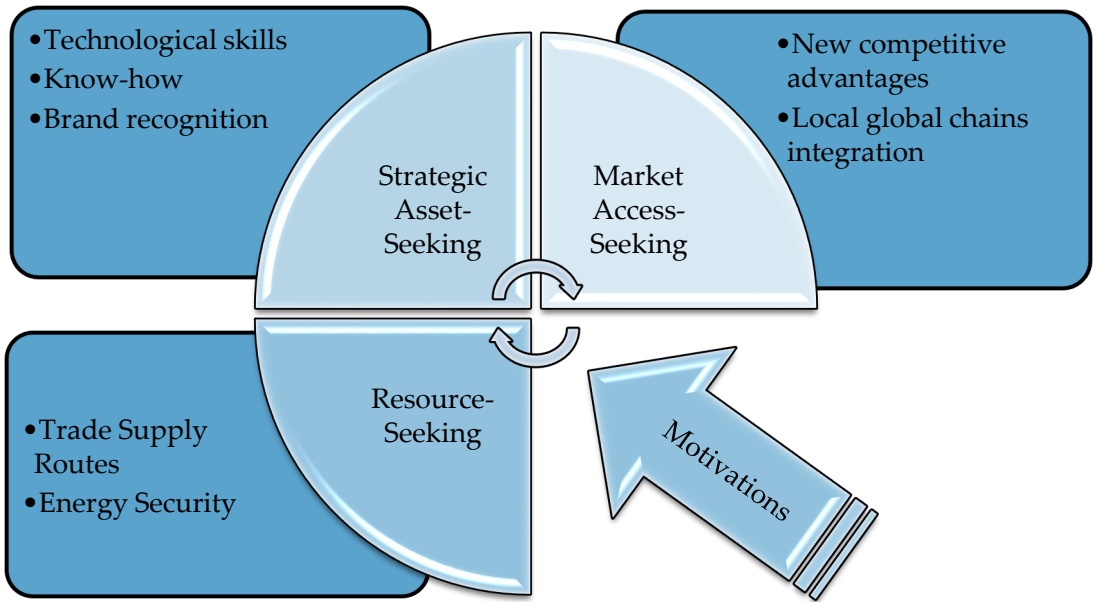 •Technological skills
•Know-how
•Brand recognition
•New competitive
advantages
•Local global chains
integration
Strategic
Asset-
Seeking
Market
Access-
Seeking
Resource-
Seeking
•Trade Supply
Routes
•Energy Security
Motivations